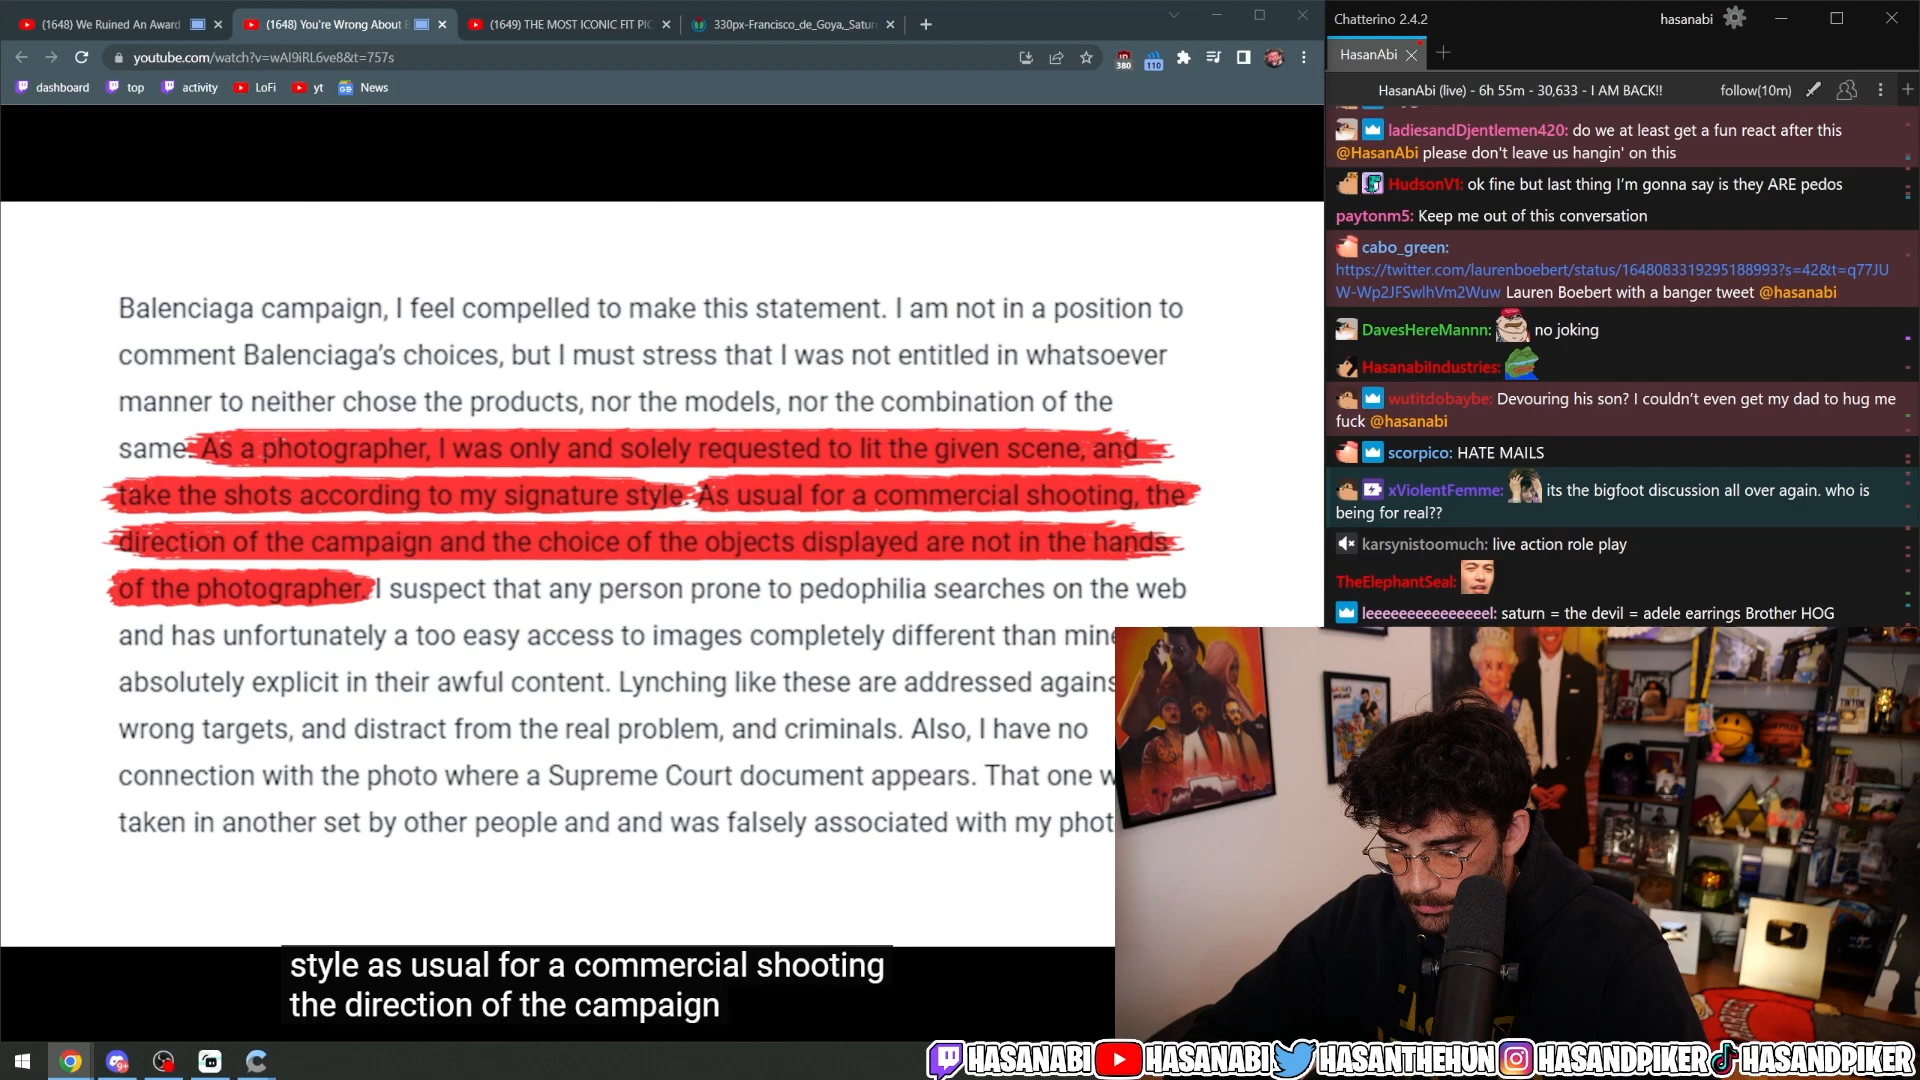 (1648) We Ruined An Award
(1648) You're Wrong About
(1649) THE MOST ICONIC FIT PIC
330px-Francisco_de_Goya,_Satur
youtube.com/watch?v=wAl9iRL6ve8&t=757s
380
110
dashboard
top
activity
LoFi
yt
News
Balenciaga campaign, I feel compelled to make this statement. I am not in a position to
comment Balenciaga's choices, but I must stress that I was not entitled in whatsoever
manner to neither chose the products, nor the models, nor the combination of the
same. As a photographer, I was only and solely requested to lit the given scene, and
take the shots according to my signature style. As usual for a commercial shooting, the
direction of the campaign and the choice of the objects displayed are not in the hands
of the photographer. I suspect that any person prone to pedophilia searches on the web
and has unfortunately a too easy access to images completely different than mine
absolutely explicit in their awful content. Lynching like these are addressed agains
wrong targets, and distract from the real problem, and criminals. Also, I have no
connection with the photo where a Supreme Court document appears. That one w
taken in another set by other people and and was falsely associated with my phot
style as usual for a commercial shooting
the direction of the campaign
Chatterino 2.4.2
hasanabi
HasanAbi
HasanAbi (live) - 6h 55m - 30,633 - I AM BACK!!
follow(10m)
ladiesandDjentlemen420: do we at least get a fun react after this
@HasanAbi please don't leave us hangin' on this
HudsonV1: ok fine but last thing I'm gonna say is they ARE pedos
paytonm5: Keep me out of this conversation
cabo_green:
https://twitter.com/laurenboebert/status/1648083319295188993?s=42&t=q77JU
W-Wp2JFSwlhVm2Wuw Lauren Boebert with a banger tweet @hasanabi
DavesHereMannn: no joking
HasanabiIndustries:
wutitdobaybe: Devouring his son? I couldn't even get my dad to hug me
fuck @hasanabi
scorpico: HATE MAILS
xViolentFemme: its the bigfoot discussion all over again. who is
being for real??
karsynistoomuch: live action role play
TheElephantSeal:
leeeeeeeeeeeeeel: saturn = the devil = adele earrings Brother HOG
9+
HASANABI
HASANABI
HASANTHEHUN
HASANDPIKER
HASANDPIKER